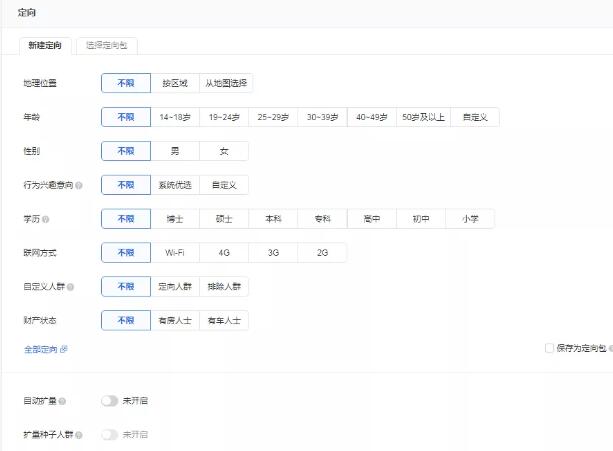 定向
新建定向 选择定向包
地理位置 不限 按区域 从地图选择
年龄 不限 14~18岁 19~24岁 25~29岁 30~39岁 40~49岁 50岁及以上 自定义
性别 不限 男 女
行为兴趣意向 不限 系统优选 自定义
学历 不限 博士 硕士 本科 专科 高中 初中 小学
联网方式 不限 Wi-Fi 4G 3G 2G
自定义人群 不限 定向人群 排除人群
财产状态 不限 有房人士 有车人士
全部定向 保存为定向包
自动扩量 未开启
扩量种子人群 未开启